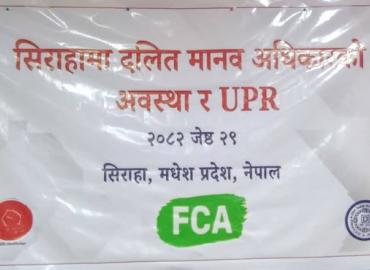 सिराहामा दलित मानव अधिकारको
अवस्था र UPR
२०८२ जेष्ठ २९
सिराहा, मधेश प्रदेश, नेपाल
FCA